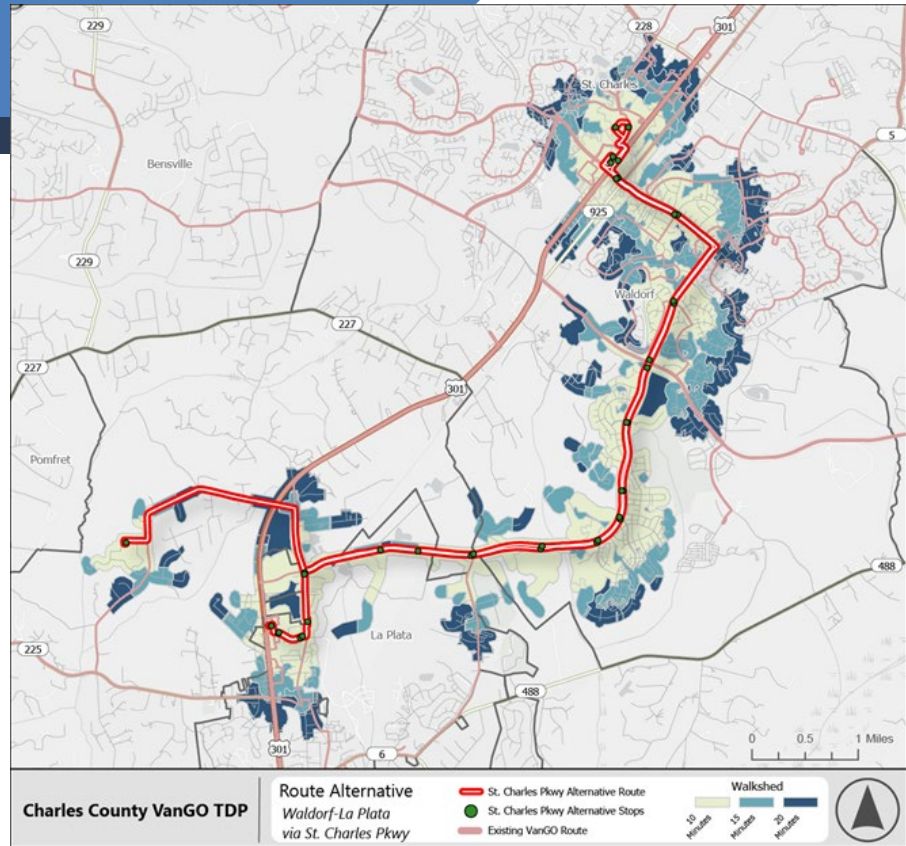 229
228
301
St. Charles
5
Bensville
925
229
Waldorf
227
227
301
Pomfret
488
La Plata
225
488
301
6
0 0.5 1 Miles
Charles County VanGO TDP
Route Alternative
Waldorf-La Plata
via St. Charles Pkwy
St. Charles Pkwy Alternative Route
St. Charles Pkwy Alternative Stops
Existing VanGO Route
Walkshed
10 Minutes
15 Minutes
20 Minutes